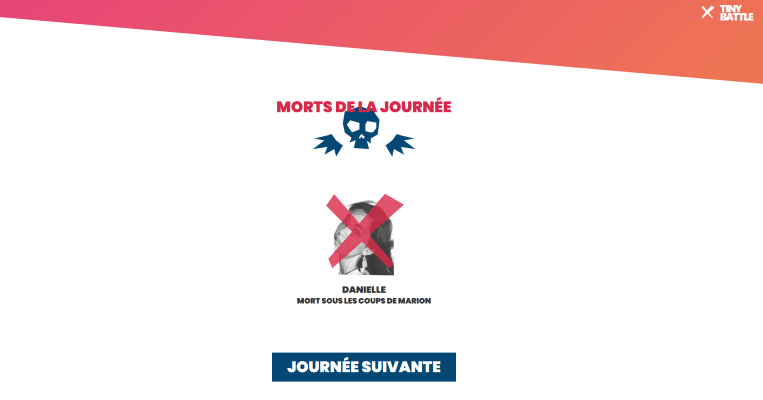 TINY
BATTLE
MORTS DE LA JOURNÉE
DANIELLE
MORT SOUS LES COUPS DE MARION
JOURNÉE SUIVANTE